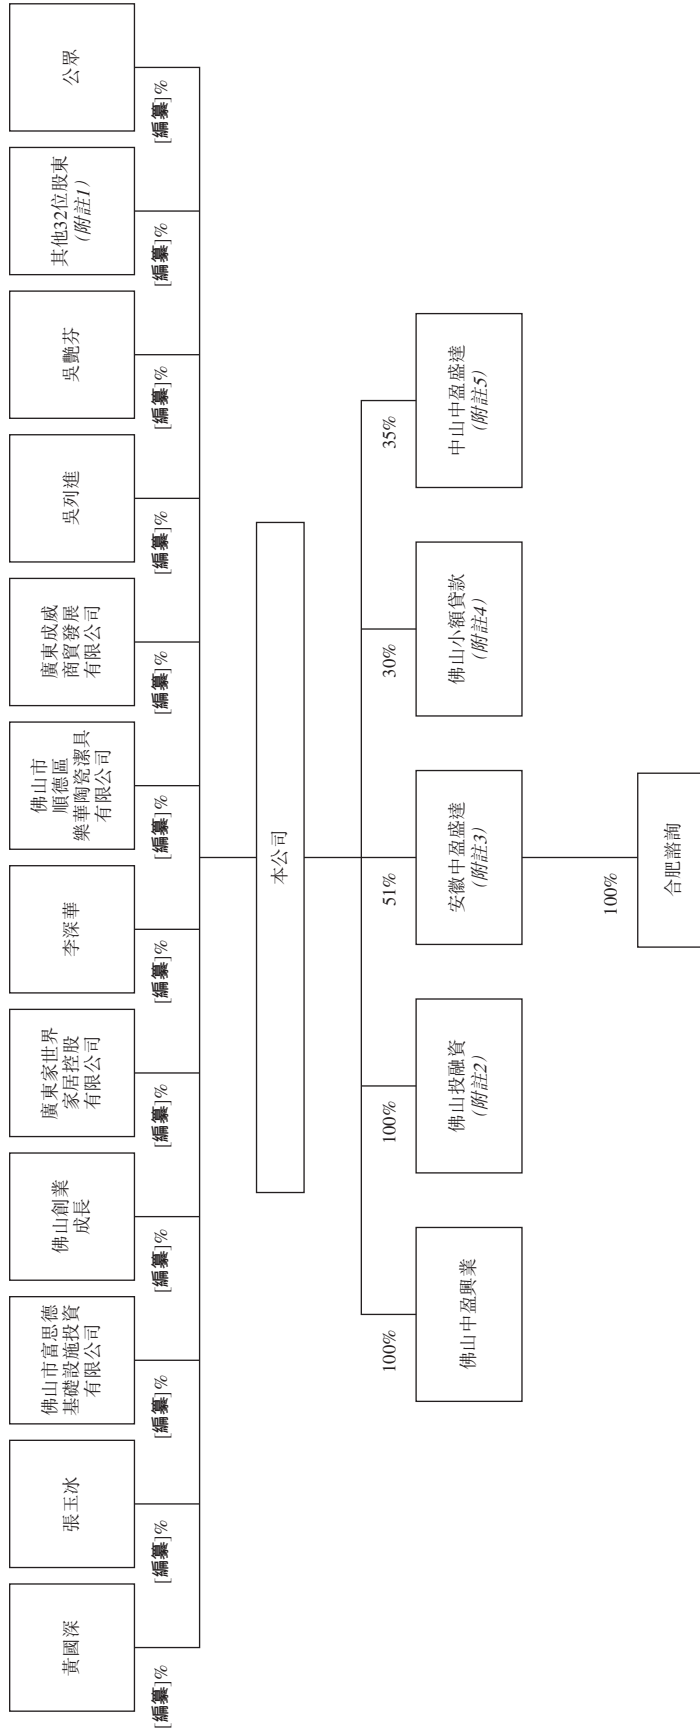 黃國深
張玉冰
佛山市富思德
基礎設施投資
有限公司
佛山創業
成長
廣東家世界
家居控股
有限公司
李深華
佛山市
順德區
樂華陶瓷潔具
有限公司
廣東成威
商貿發展
有限公司
吳列進
吳艷芬
其他32位股東
(附註1)
公眾
[編纂]%
[編纂]%
[編纂]%
[編纂]%
[編纂]%
[編纂]%
[編纂]%
[編纂]%
[編纂]%
[編纂]%
[編纂]%
[編纂]%
本公司
100%
100%
51%
30%
35%
佛山中盈興業
佛山投融資
(附註2)
安徽中盈盛達
(附註3)
佛山小額貸款
(附註4)
中山中盈盛達
(附註5)
100%
合肥諮詢